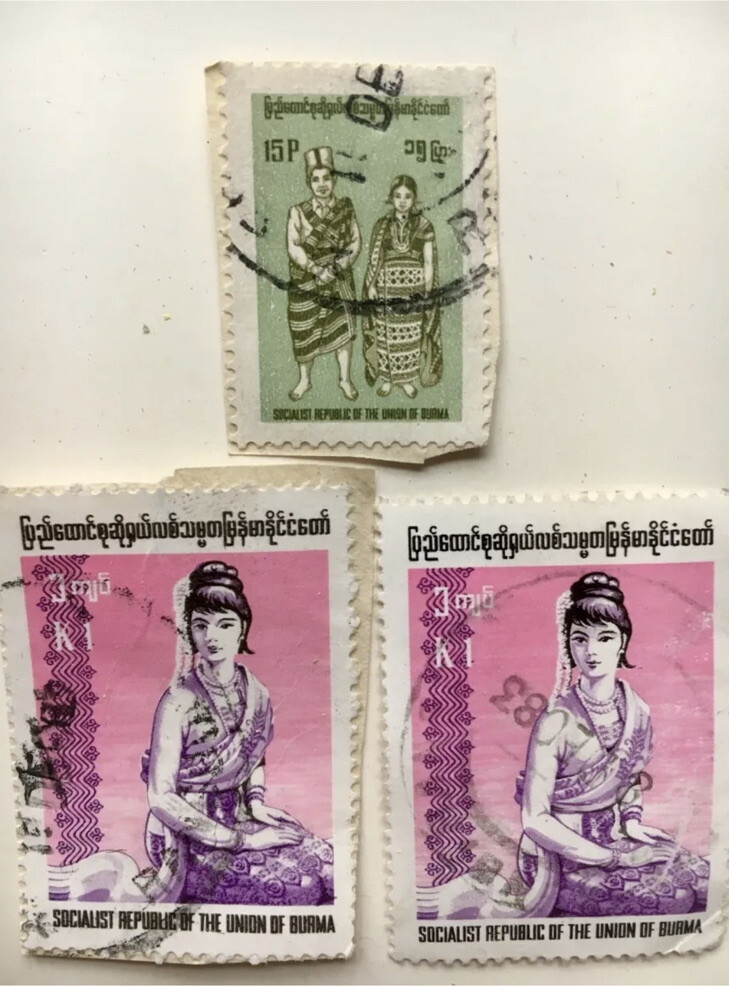 ပြည်ထောင်စုဆိုရှယ်လစ်သမ္မတမြန်မာနိုင်ငံတော်
15P ၁၅ ပြား
SOCIALIST REPUBLIC OF THE UNION OF BURMA
ပြည်ထောင်စုဆိုရှယ်လစ်သမ္မတမြန်မာနိုင်ငံတော်
၁ ကျပ်
K 1
SOCIALIST REPUBLIC OF THE UNION OF BURMA
ပြည်ထောင်စုဆိုရှယ်လစ်သမ္မတမြန်မာနိုင်ငံတော်
၁ ကျပ်
K 1
SOCIALIST REPUBLIC OF THE UNION OF BURMA